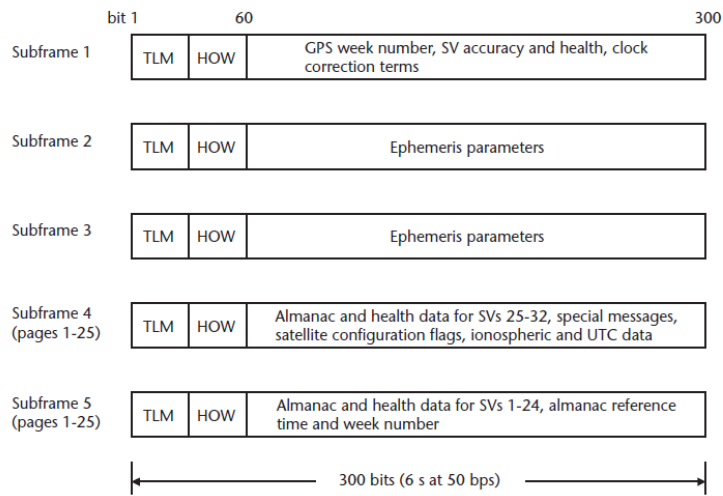 bit 1 60 300
Subframe 1
TLM HOW
GPS week number, SV accuracy and health, clock
correction terms
Subframe 2
TLM HOW
Ephemeris parameters
Subframe 3
TLM HOW
Ephemeris parameters
Subframe 4
(pages 1-25)
TLM HOW
Almanac and health data for SVs 25-32, special messages,
satellite configuration flags, ionospheric and UTC data
Subframe 5
(pages 1-25)
TLM HOW
Almanac and health data for SVs 1-24, almanac reference
time and week number
300 bits (6 s at 50 bps)